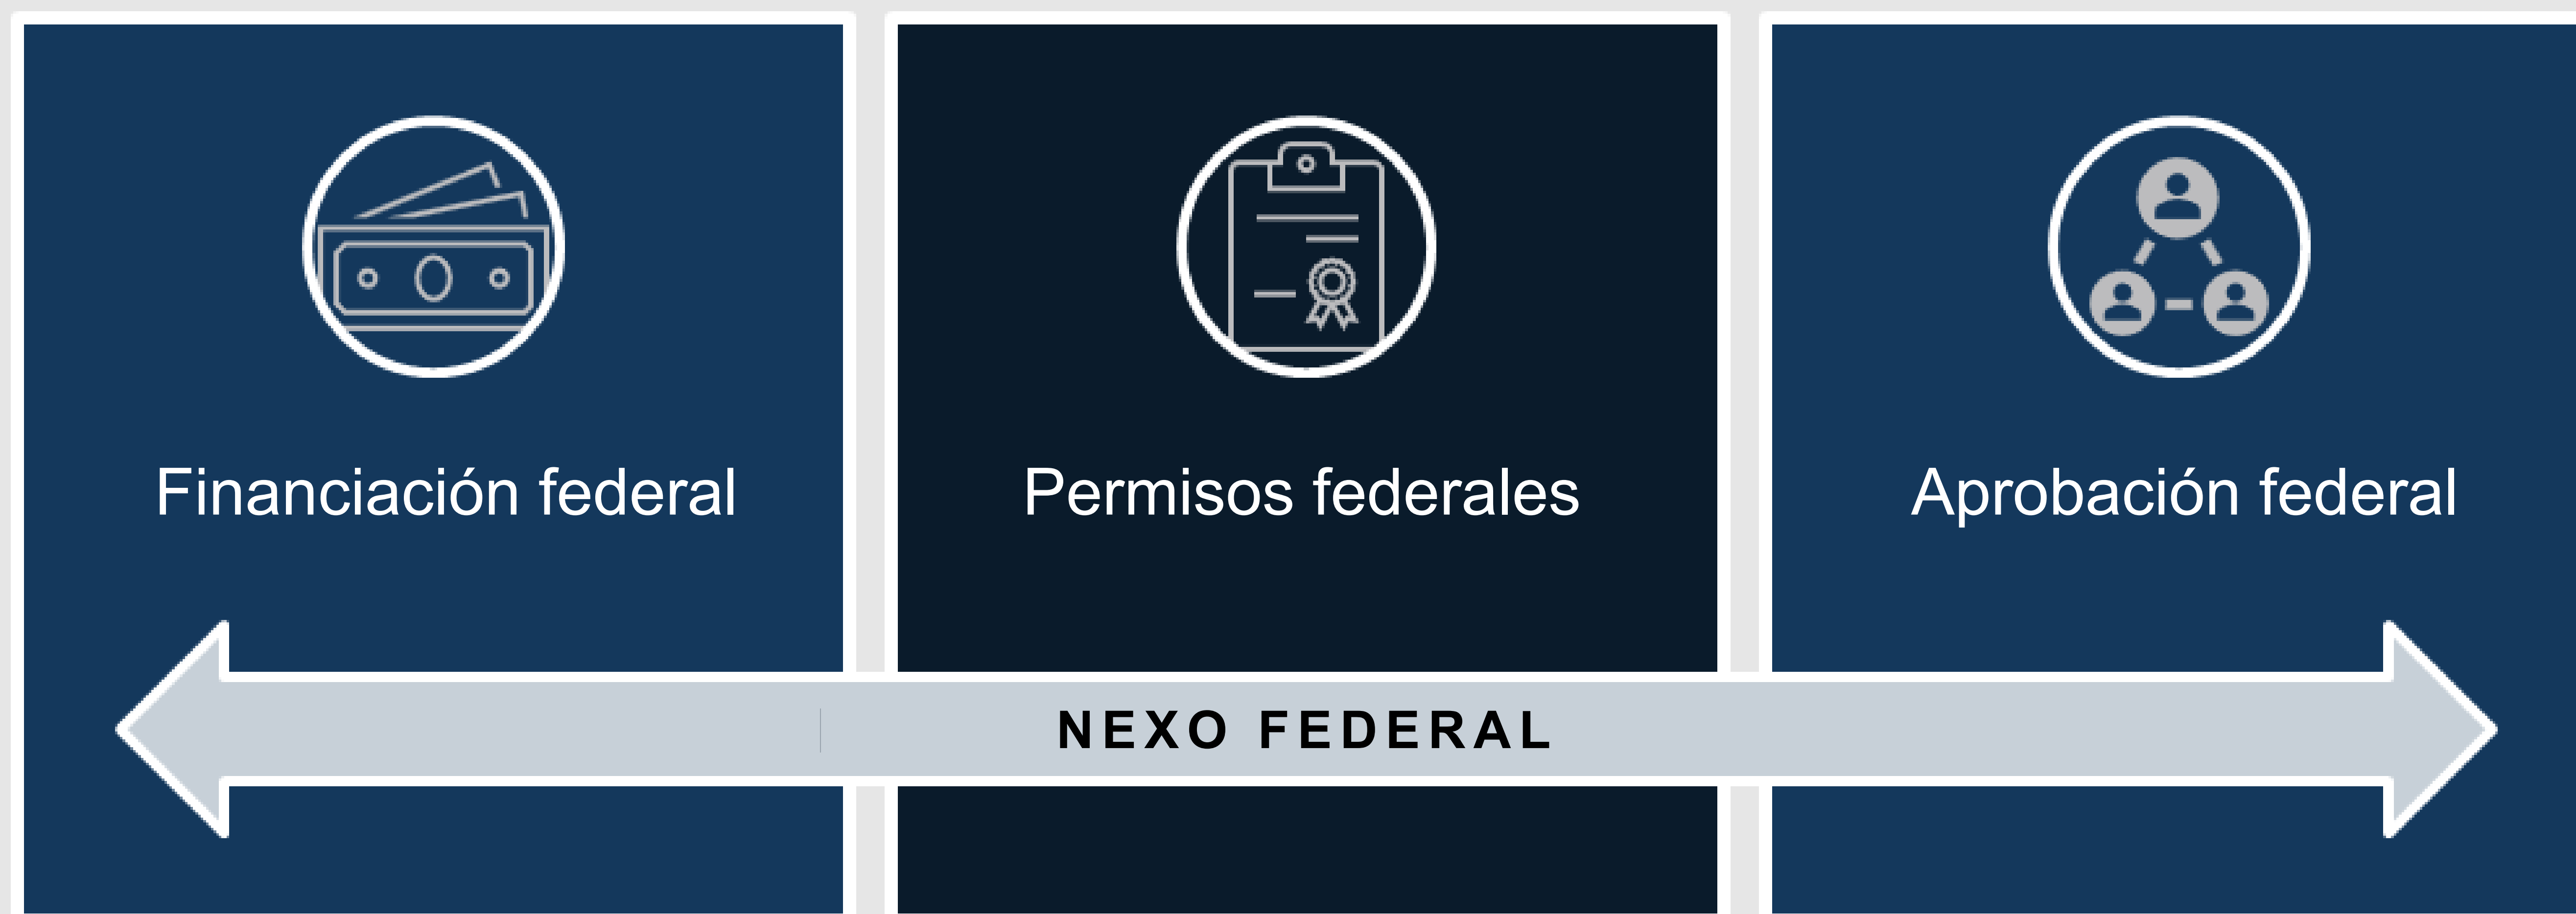 Financiación federal
Permisos federales
Aprobación federal
NEXO FEDERAL